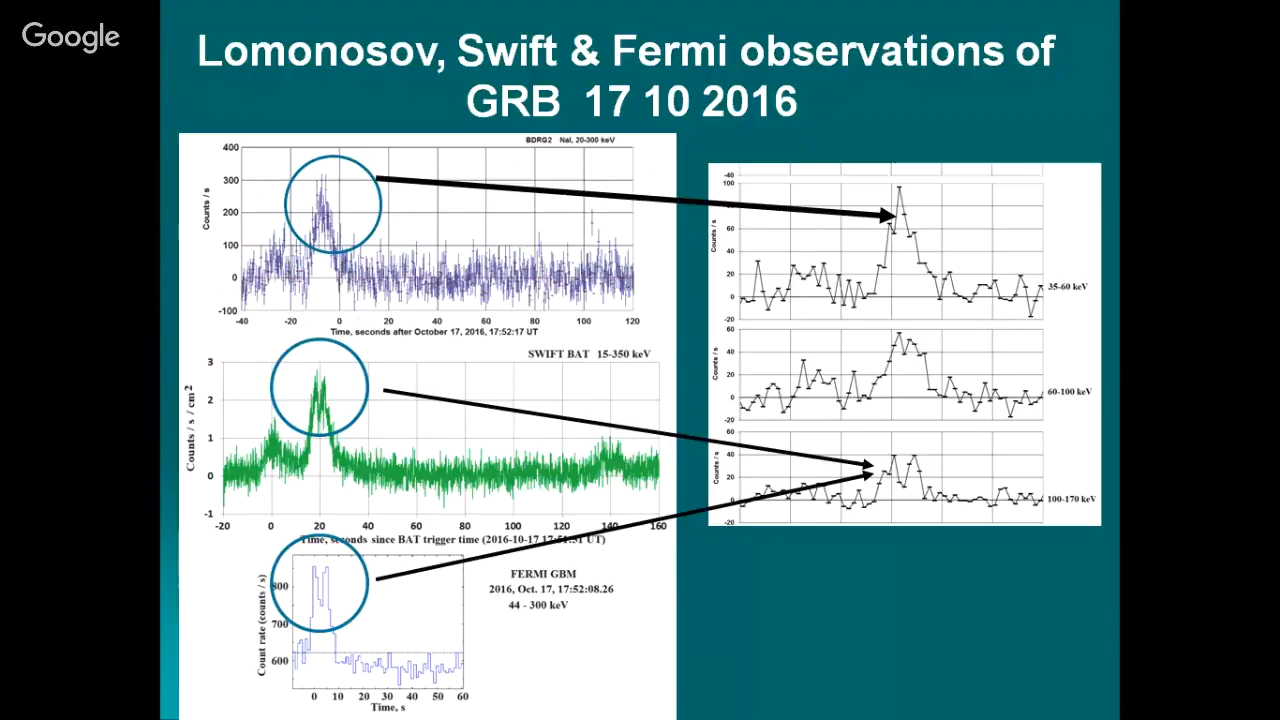 Google
Lomonosov, Swift & Fermi observations of
GRB 17 10 2016
BDRG2 NaI, 20-300 keV
400
300
200
100
0
-100
Counts / s
-40 -20 0 20 40 60 80 100 120
Time, seconds after October 17, 2016, 17:52:17 UT
SWIFT BAT 15-350 keV
3
2
1
0
-1
Counts / s / cm2
-20 0 20 40 60 80 100 120 140 160
Time, seconds since BAT trigger time (2016-10-17 17:51:51 UT)
FERMI GBM
2016, Oct. 17, 17:52:08.26
44 - 300 keV
800
700
600
Count rate (counts / s)
0 10 20 30 40 50 60
Time, s
-40
100
60
40
20
0
-20
Counts / s
35-60 keV
60
40
20
0
-20
Counts / s
60-100 keV
60
40
20
0
-20
Counts / s
100-170 keV